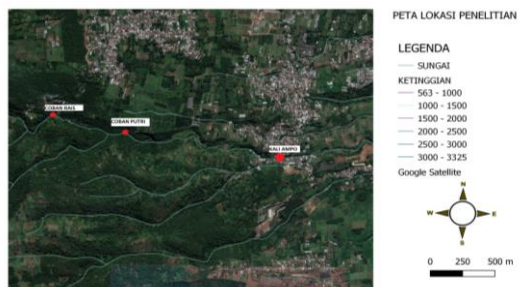 PETA LOKASI PENELITIAN
LEGENDA
SUNGAI
KETINGGIAN
563 - 1000
1000 - 1500
1500 - 2000
2000 - 2500
2500 - 3000
3000 - 3325
Google Satellite
N
W E
S
0 250 500 m
COBAN RAIS
COBAN PUTRI
KALI AMPO